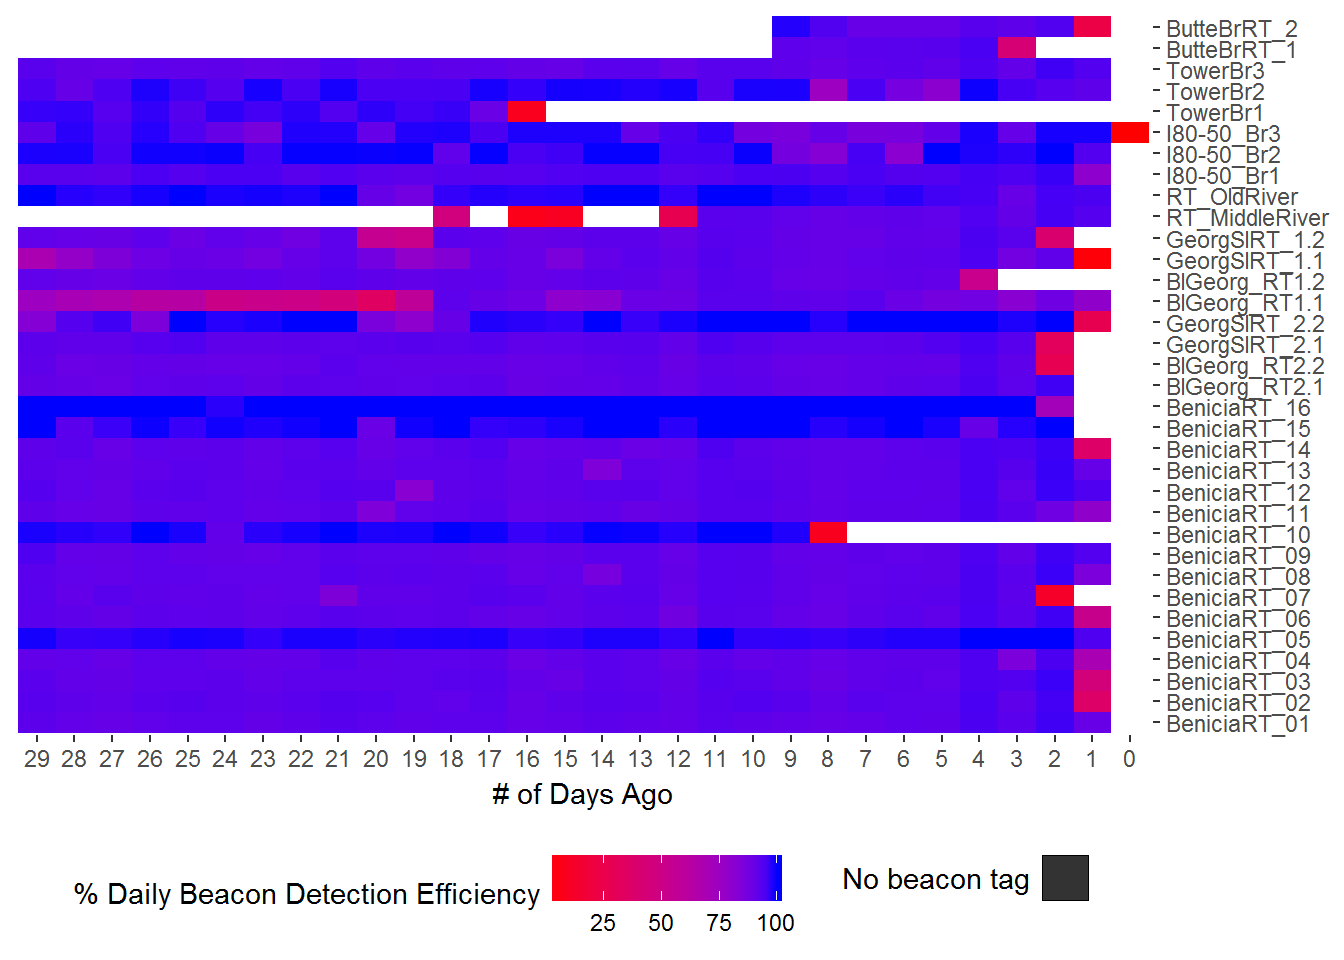 ButteBrRT_2
ButteBrRT_1
TowerBr3
TowerBr2
TowerBr1
I80-50_Br3
I80-50_Br2
I80-50_Br1
RT_OldRiver
RT_MiddleRiver
GeorgSlRT_1.2
GeorgSlRT_1.1
BlGeorg_RT1.2
BlGeorg_RT1.1
GeorgSlRT_2.2
GeorgSlRT_2.1
BlGeorg_RT2.2
BlGeorg_RT2.1
BeniciaRT_16
BeniciaRT_15
BeniciaRT_14
BeniciaRT_13
BeniciaRT_12
BeniciaRT_11
BeniciaRT_10
BeniciaRT_09
BeniciaRT_08
BeniciaRT_07
BeniciaRT_06
BeniciaRT_05
BeniciaRT_04
BeniciaRT_03
BeniciaRT_02
BeniciaRT_01
29 28 27 26 25 24 23 22 21 20 19 18 17 16 15 14 13 12 11 10 9 8 7 6 5 4 3 2 1 0
# of Days Ago
% Daily Beacon Detection Efficiency
25 50 75 100
No beacon tag